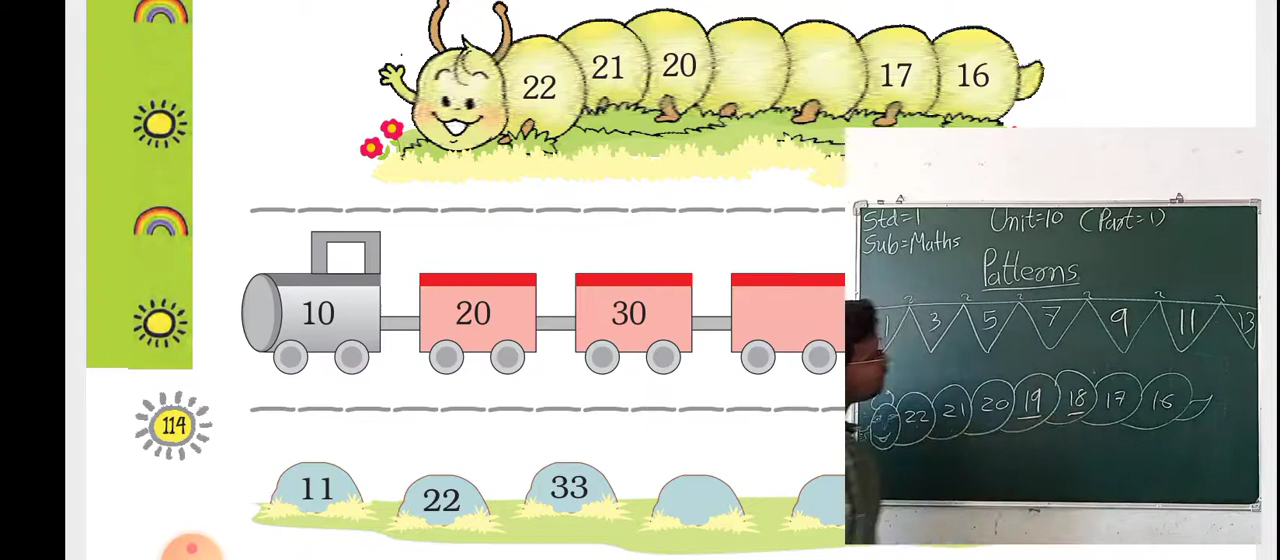 22 21 20 17 16
10 20 30
114
11 22 33
Std=1 Unit=10 (Part=1)
Sub=Maths
Patterns
1 3 5 7 9 11 13
22 21 20 19 18 17 16